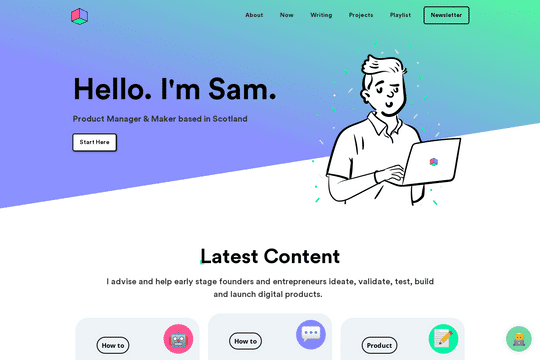 About Now Writing Projects Playlist Newsletter
Hello. I'm Sam.
Product Manager & Maker based in Scotland
Start Here
Latest Content
I advise and help early stage founders and entrepreneurs ideate, validate, test, build
and launch digital products.
How to How to Product